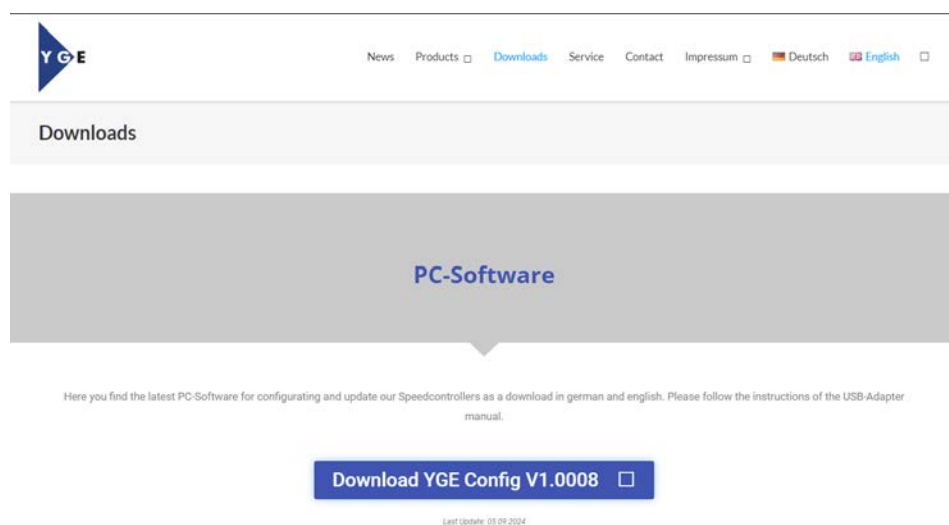 YGE
News Products Downloads Service Contact Impressum Deutsch English
Downloads
PC-Software
Here you find the latest PC-Software for configurating and update our Speedcontrollers as a download in german and english. Please follow the instructions of the USB-Adapter
manual.
Download YGE Config V1.0008
Last Update: 05.09.2024